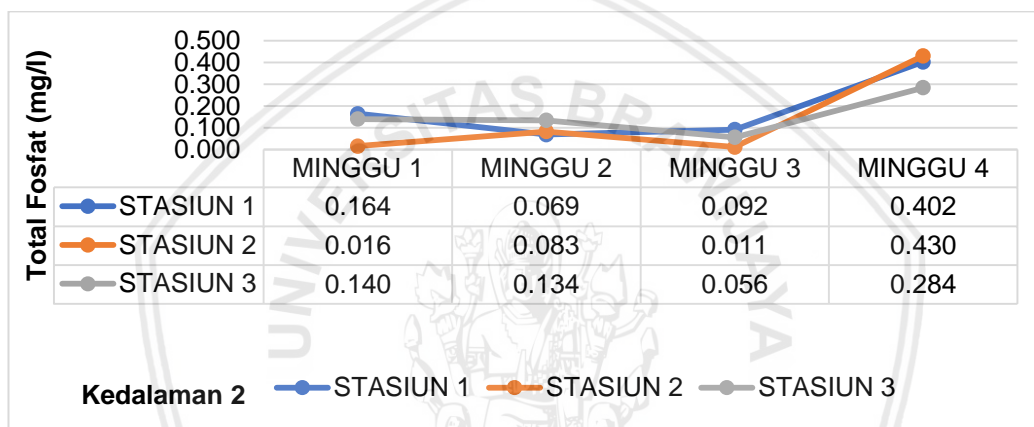 Total Fosfat (mg/l)
0.500
0.400
0.300
0.200
0.100
0.000
MINGGU 1 MINGGU 2 MINGGU 3 MINGGU 4
STASIUN 1 0.164 0.069 0.092 0.402
STASIUN 2 0.016 0.083 0.011 0.430
STASIUN 3 0.140 0.134 0.056 0.284
Kedalaman 2 STASIUN 1 STASIUN 2 STASIUN 3
UNIVERSITAS BRAWIJAYA